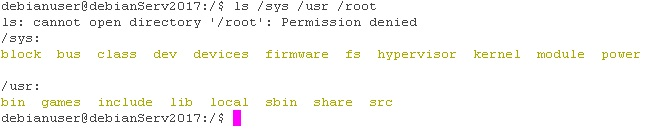 debianuser@debianServ2017:/$ ls /sys /usr /root
ls: cannot open directory '/root': Permission denied
/sys:
block  bus  class  dev  devices  firmware  fs  hypervisor  kernel  module  power
/usr:
bin  games  include  lib  local  sbin  share  src
debianuser@debianServ2017:/$